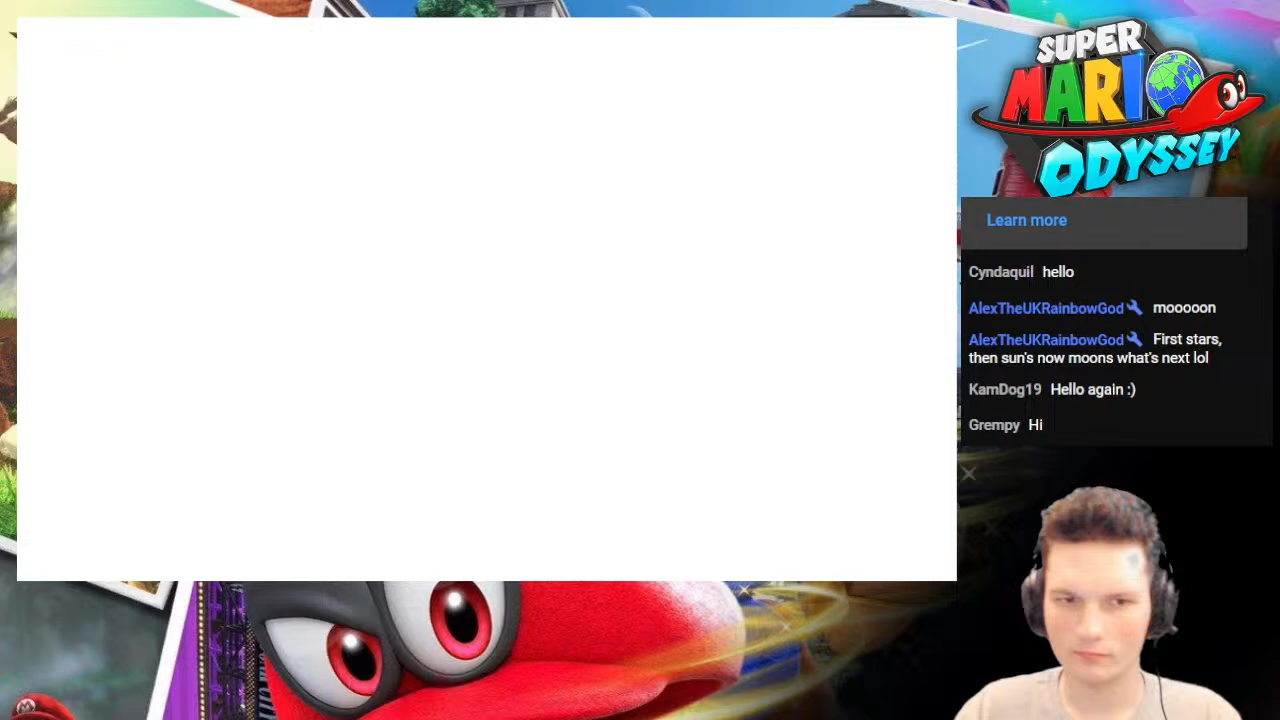 SUPER
MARIO
ODYSSEY
Learn more
Cyndaquil hello
AlexTheUKRainbowGod mooooon
AlexTheUKRainbowGod First stars,
then sun's now moons what's next lol
KamDog19 Hello again :)
Grempy Hi